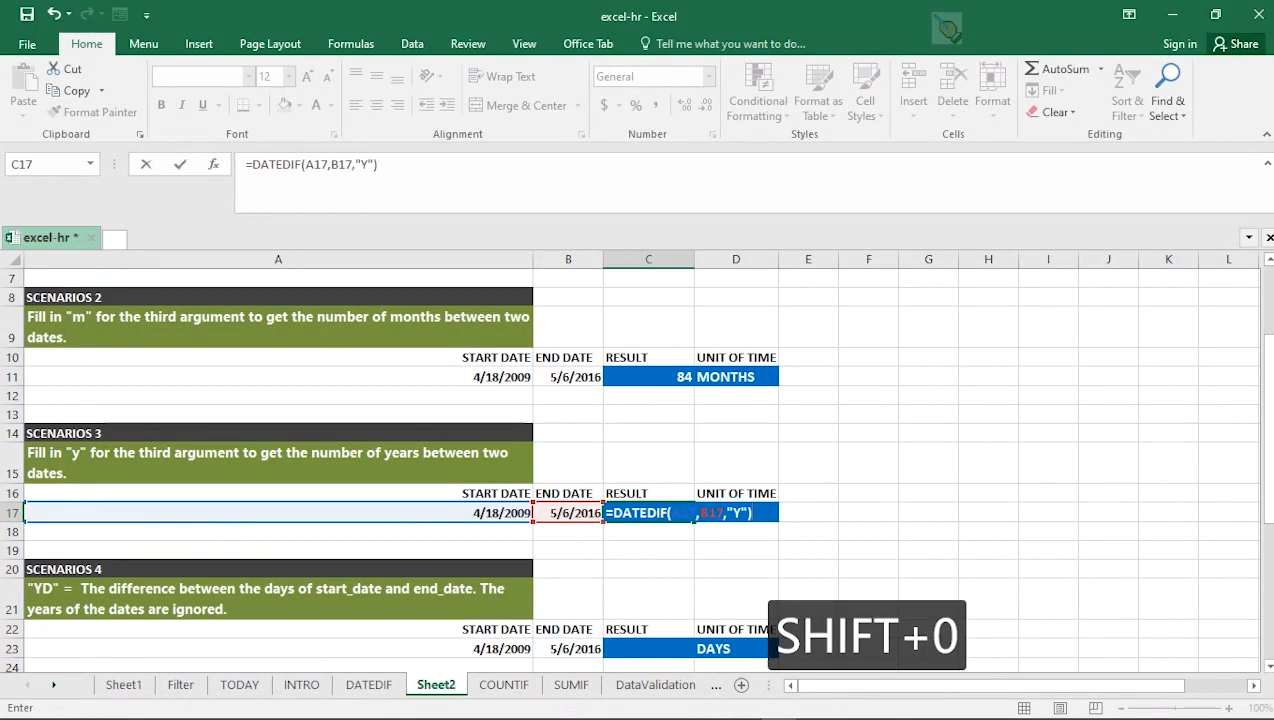 excel-hr - Excel
File Home Menu Insert Page Layout Formulas Data Review View Office Tab Tell me what you want to do... Sign in Share
Cut
Copy
Format Painter
Paste
12
Wrap Text
Merge & Center
General
Conditional Formatting
Format as Table
Cell Styles
Insert
Delete
Format
AutoSum
Fill
Clear
Sort & Filter
Find & Select
Clipboard Font Alignment Number Styles Cells Editing
C17 =DATEDIF(A17,B17,"Y")
excel-hr *
A B C D E F G H I J K L
7
8 SCENARIOS 2
9 Fill in "m" for the third argument to get the number of months between two
dates.
10 START DATE END DATE RESULT UNIT OF TIME
11 4/18/2009 5/6/2016 84 MONTHS
12
13
14 SCENARIOS 3
15 Fill in "y" for the third argument to get the number of years between two
dates.
16 START DATE END DATE RESULT UNIT OF TIME
17 4/18/2009 5/6/2016 =DATEDIF(A17,B17,"Y")
18
19
20 SCENARIOS 4
21 "YD" = The difference between the days of start_date and end_date. The
years of the dates are ignored.
22 START DATE END DATE RESULT UNIT OF TIME
23 4/18/2009 5/6/2016 DAYS
24
SHIFT+0
Sheet1 Filter TODAY INTRO DATEDIF Sheet2 COUNTIF SUMIF DataValidation ...
Enter 100%